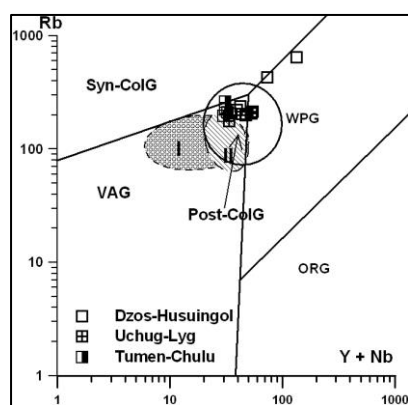 Rb
1000
Syn-ColG
WPG
100
I
II
VAG
Post-ColG
10
ORG
Dzos-Husuingol
Uchug-Lyg
Tumen-Chulu
Y + Nb
1
1
10
100
1000